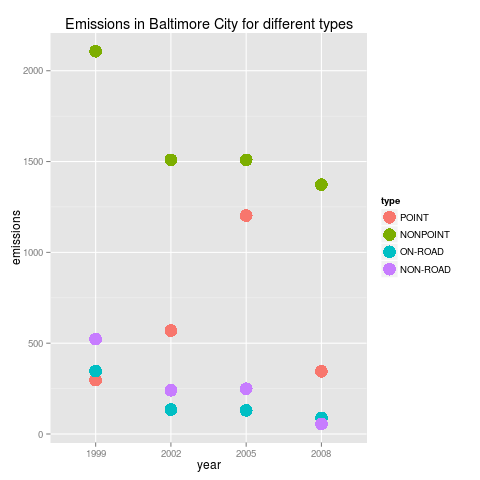 Emissions in Baltimore City for different types
2000
1500
1000
500
0
emissions
1999 2002 2005 2008
year
type
POINT
NONPOINT
ON-ROAD
NON-ROAD